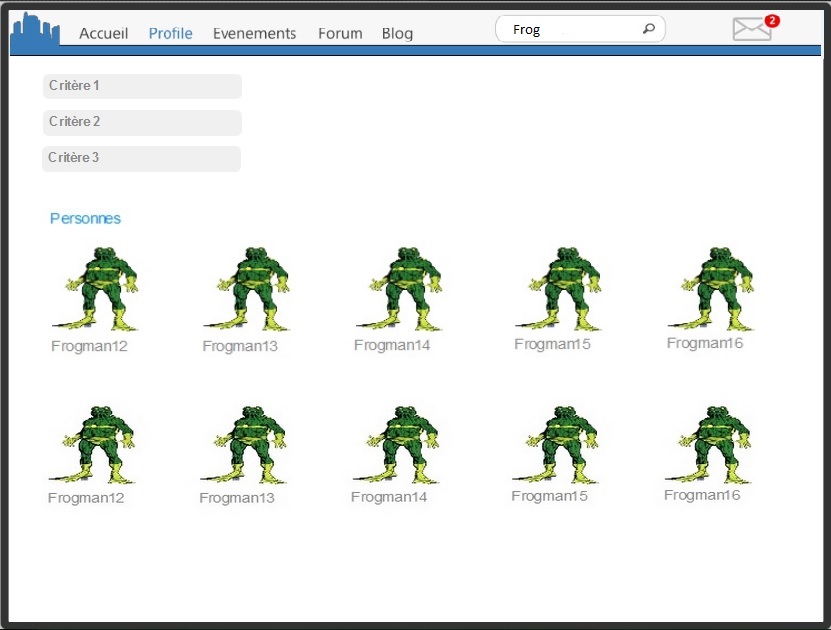 Accueil Profile Evenements Forum Blog Frog 2
Critère 1
Critère 2
Critère 3
Personnes
Frogman12 Frogman13 Frogman14 Frogman15 Frogman16
Frogman12 Frogman13 Frogman14 Frogman15 Frogman16